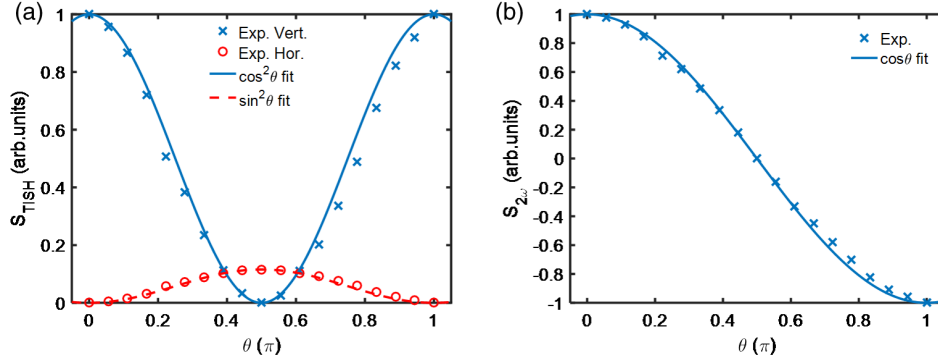 (a)
S_TISH (arb.units)
1
0.8
0.6
0.4
0.2
0
0 0.2 0.4 0.6 0.8 1
θ (π)
Exp. Vert.
Exp. Hor.
cos²θ fit
sin²θ fit
(b)
S_2ω (arb.units)
1
0.8
0.6
0.4
0.2
0
-0.2
-0.4
-0.6
-0.8
-1
0 0.2 0.4 0.6 0.8 1
θ (π)
Exp.
cosθ fit